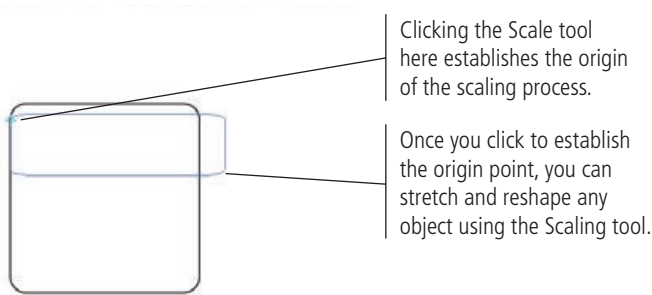 Clicking the Scale tool
here establishes the origin
of the scaling process.
Once you click to establish
the origin point, you can
stretch and reshape any
object using the Scaling tool.